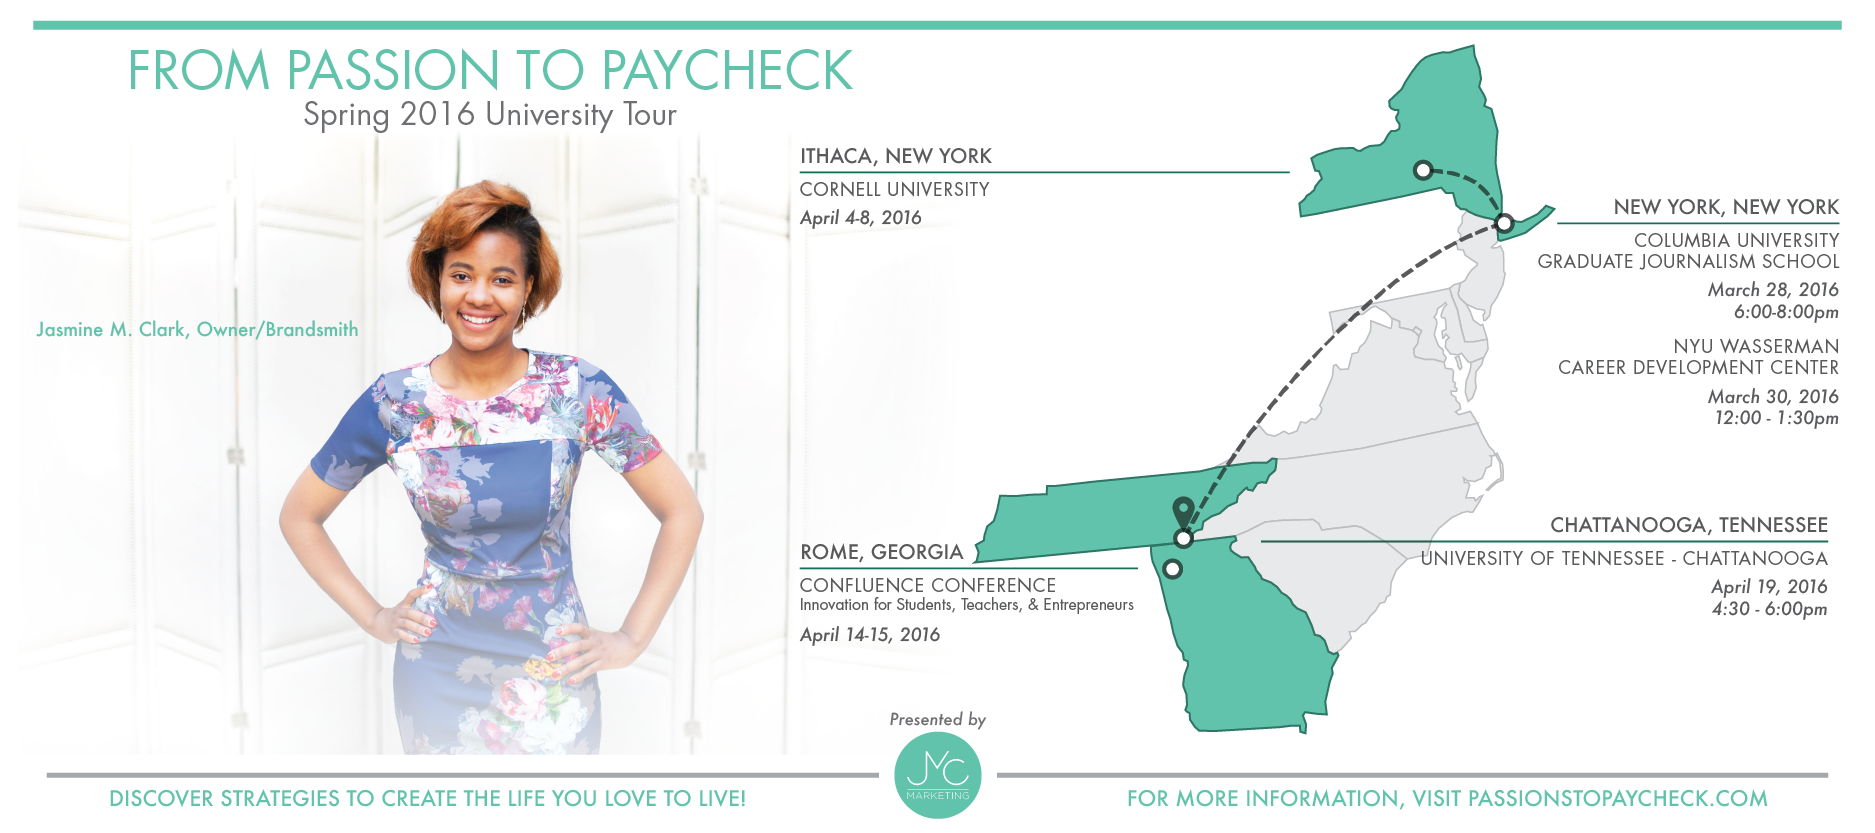 FROM PASSION TO PAYCHECK
Spring 2016 University Tour
Jasmine M. Clark, Owner/Brandsmith
ITHACA, NEW YORK
CORNELL UNIVERSITY
April 4-8, 2016
NEW YORK, NEW YORK
COLUMBIA UNIVERSITY
GRADUATE JOURNALISM SCHOOL
March 28, 2016
6:00-8:00pm
NYU WASSERMAN
CAREER DEVELOPMENT CENTER
March 30, 2016
12:00 - 1:30pm
ROME, GEORGIA
CONFLUENCE CONFERENCE
Innovation for Students, Teachers, & Entrepreneurs
April 14-15, 2016
CHATTANOOGA, TENNESSEE
UNIVERSITY OF TENNESSEE - CHATTANOOGA
April 19, 2016
4:30 - 6:00pm
Presented by
JMC
MARKETING
DISCOVER STRATEGIES TO CREATE THE LIFE YOU LOVE TO LIVE!
FOR MORE INFORMATION, VISIT PASSIONSTOPAYCHECK.COM